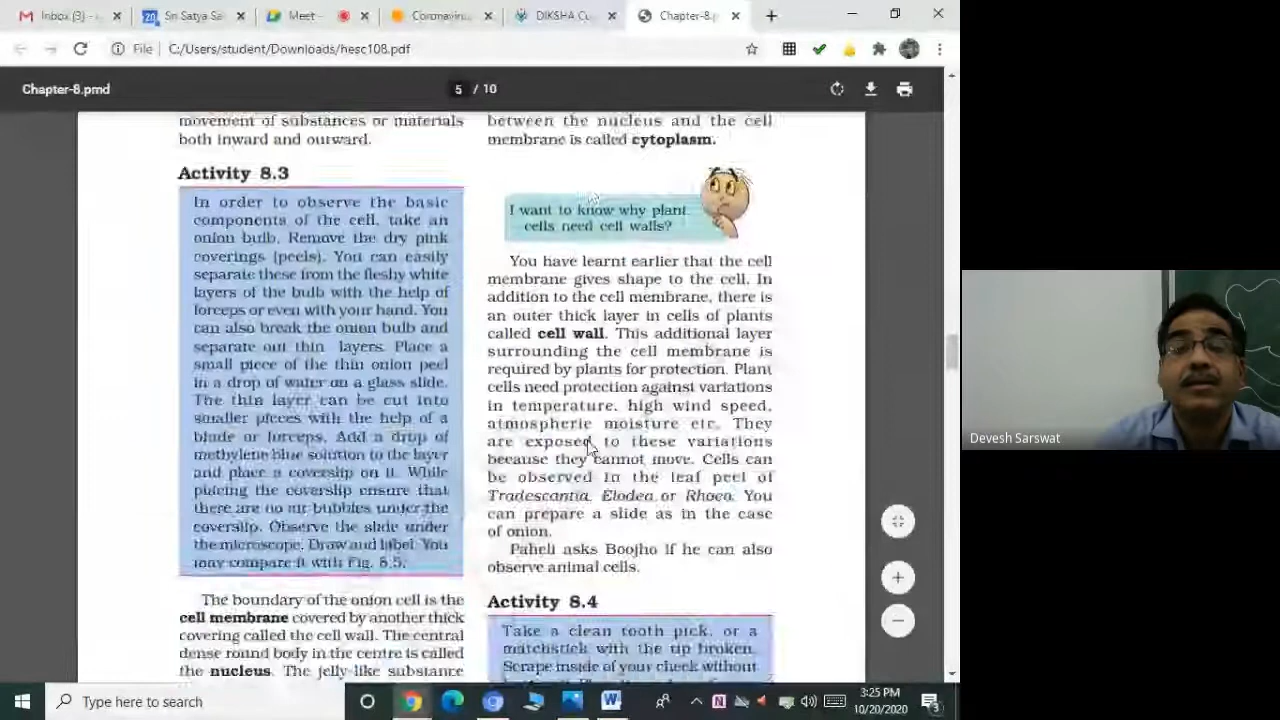 Inbox (3) -
Sri Satya Sa
Meet -
Coronaviru
DIKSHA Cu
Chapter-8.p
File
C:/Users/student/Downloads/hesc108.pdf
Chapter-8.pmd
5 / 10
movement of substances or materials
both inward and outward.
Activity 8.3
In order to observe the basic
components of the cell, take an
onion bulb. Remove the dry pink
coverings (peels). You can easily
separate these from the fleshy white
layers of the bulb with the help of
forceps or even with your hand. You
can also break the onion bulb and
separate out thin layers. Place a
small piece of the thin onion peel
in a drop of water on a glass slide.
The thin layer can be cut into
smaller pieces with the help of a
blade or forceps. Add a drop of
methylene blue solution to the layer
and place a coverslip on it. While
placing the coverslip ensure that
there are no air bubbles under the
coverslip. Observe the slide under
the microscope. Draw and label. You
may compare it with Fig. 8.5.
The boundary of the onion cell is the
cell membrane covered by another thick
covering called the cell wall. The central
dense round body in the centre is called
the nucleus. The jelly-like substance
between the nucleus and the cell
membrane is called cytoplasm.
I want to know why plant
cells need cell walls?
You have learnt earlier that the cell
membrane gives shape to the cell. In
addition to the cell membrane, there is
an outer thick layer in cells of plants
called cell wall. This additional layer
surrounding the cell membrane is
required by plants for protection. Plant
cells need protection against variations
in temperature, high wind speed,
atmospheric moisture etc. They
are exposed to these variations
because they cannot move. Cells can
be observed in the leaf peel of
Tradescantia, Elodea or Rhoeo. You
can prepare a slide as in the case
of onion.
Paheli asks Boojho if he can also
observe animal cells.
Activity 8.4
Take a clean tooth pick, or a
matchstick with the tip broken.
Scrape inside of your cheek without
Devesh Sarswat
Type here to search
3:25 PM
10/20/2020
3